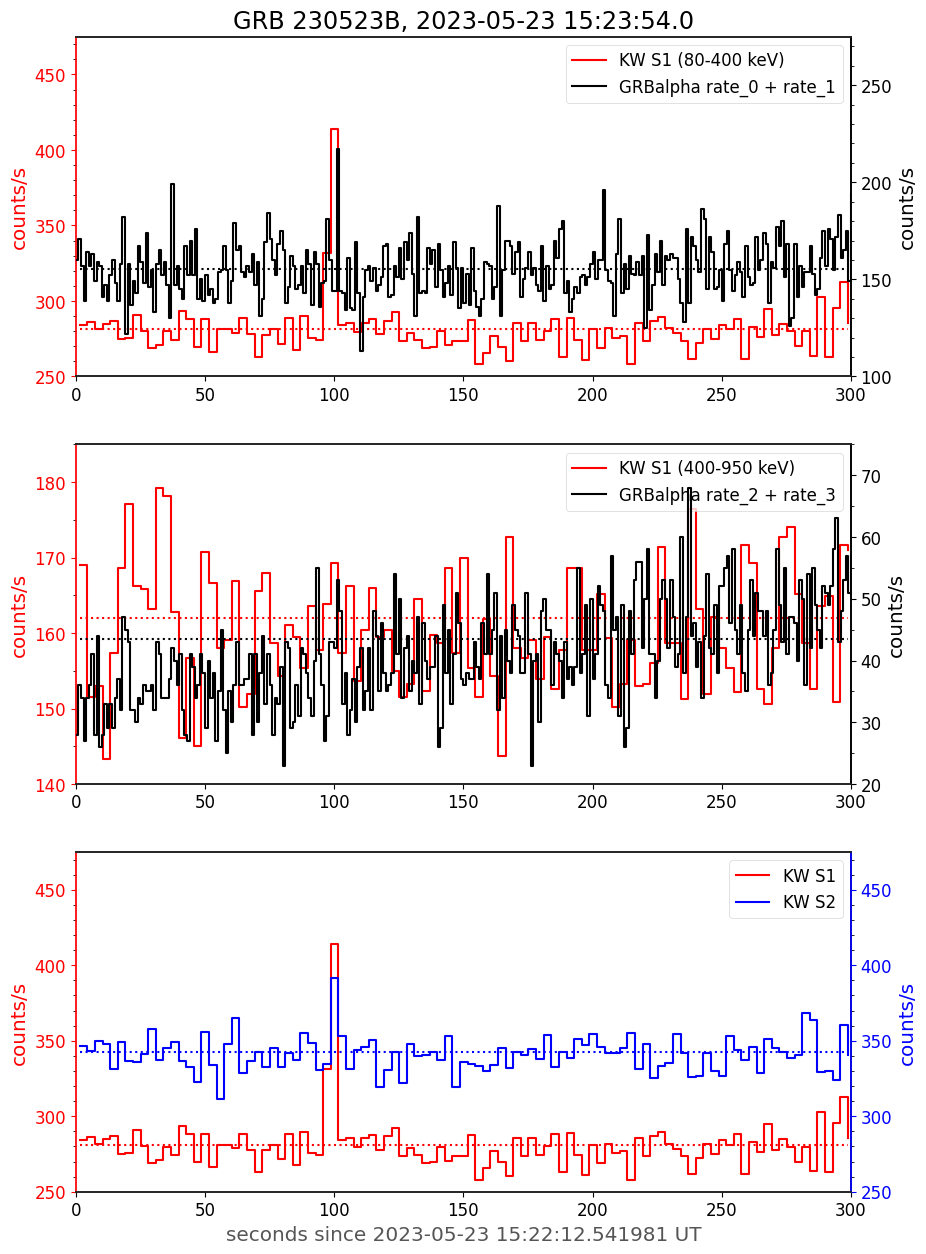 GRB 230523B, 2023-05-23 15:23:54.0
KW S1 (80-400 keV)
GRBalpha rate_0 + rate_1
450
400
350
300
250
counts/s
250
200
150
100
counts/s
0 50 100 150 200 250 300
KW S1 (400-950 keV)
GRBalpha rate_2 + rate_3
180
170
160
150
140
counts/s
70
60
50
40
30
20
counts/s
0 50 100 150 200 250 300
KW S1
KW S2
450
400
350
300
250
counts/s
450
400
350
300
250
counts/s
0 50 100 150 200 250 300
seconds since 2023-05-23 15:22:12.541981 UT